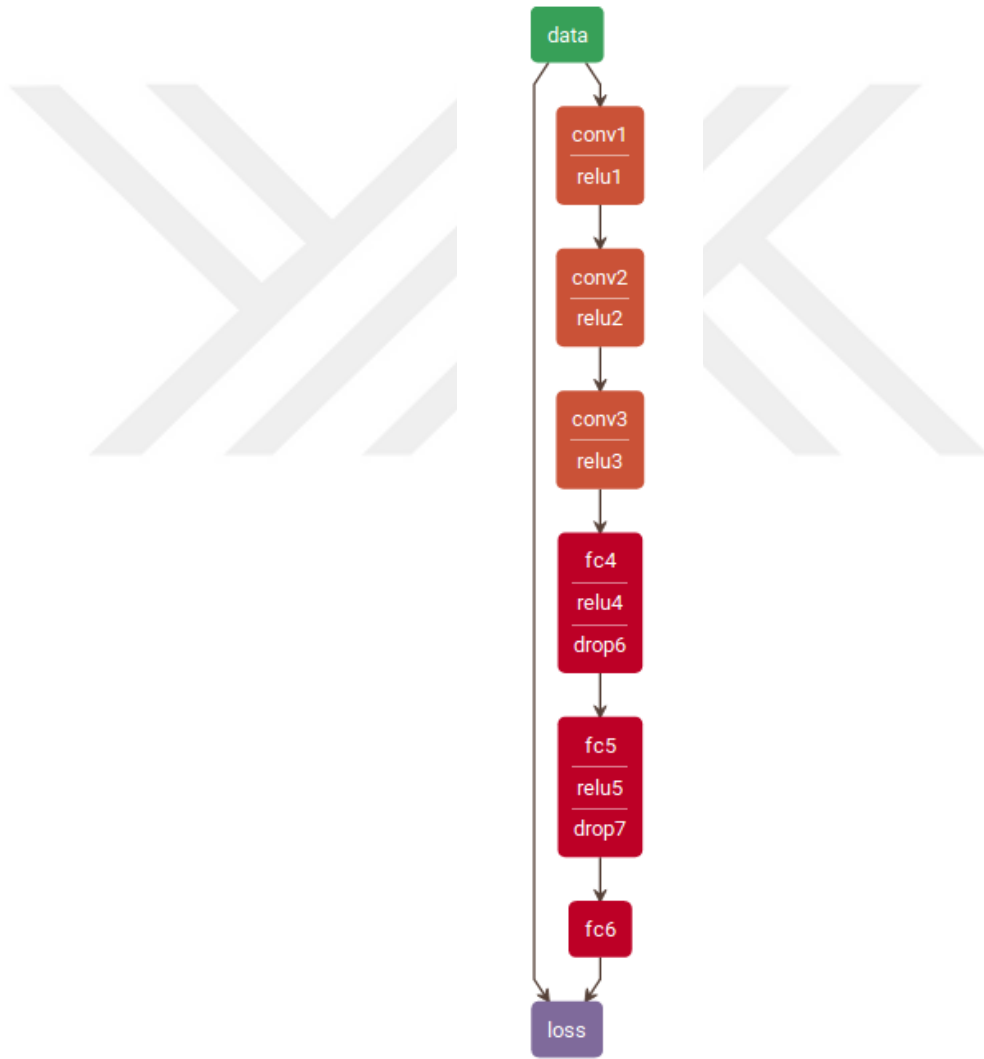 data
conv1
relu1
conv2
relu2
conv3
relu3
fc4
relu4
drop6
fc5
relu5
drop7
fc6
loss